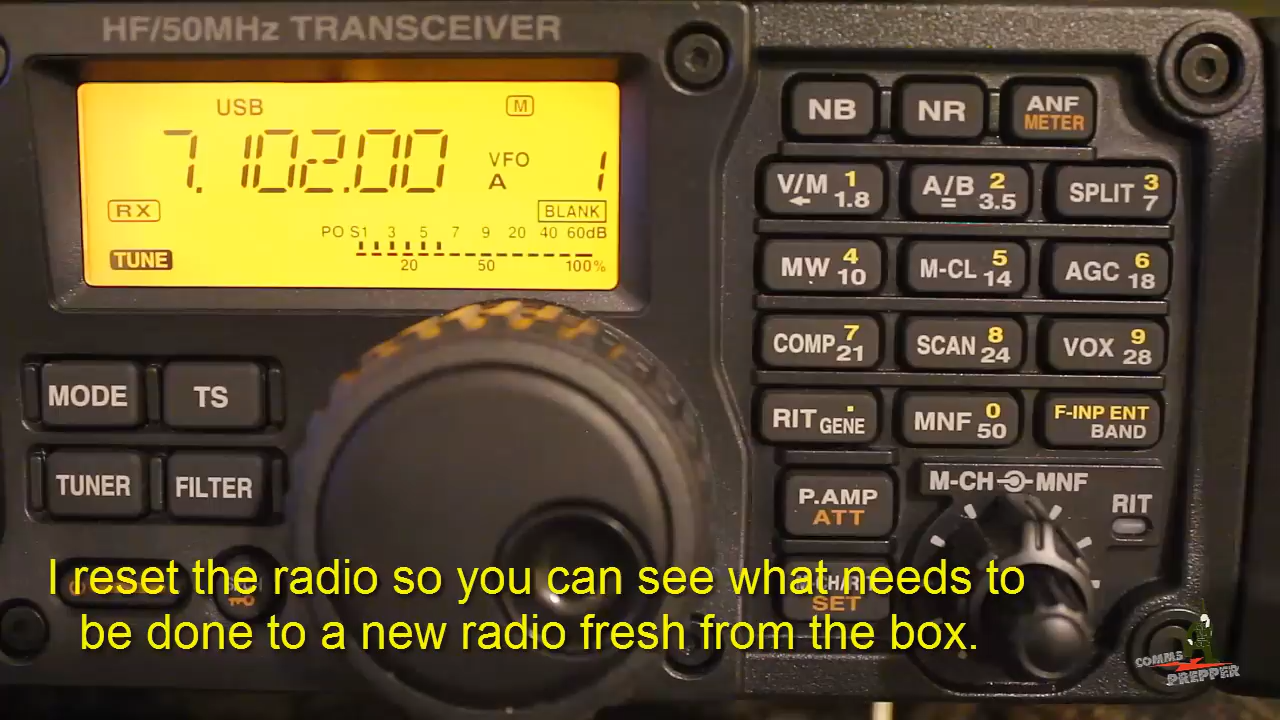 HF/50MHz TRANSCEIVER
USB M
7.102.00 VFO A 1
RX BLANK
PO S1 3 5 7 9 20 40 60dB
TUNE 20 50 100%
NB NR ANF METER
V/M 1 1.8 A/B = 2 3.5 SPLIT 3 7
MW 4 10 M-CL 5 14 AGC 6 18
COMP 7 21 SCAN 8 24 VOX 9 28
RIT . GENE MNF 0 50 F-INP ENT BAND
MODE TS
TUNER FILTER
P.AMP ATT
M-CH MNF
RIT
SET
I reset the radio so you can see what needs to
be done to a new radio fresh from the box.
COMMS
PREPPER